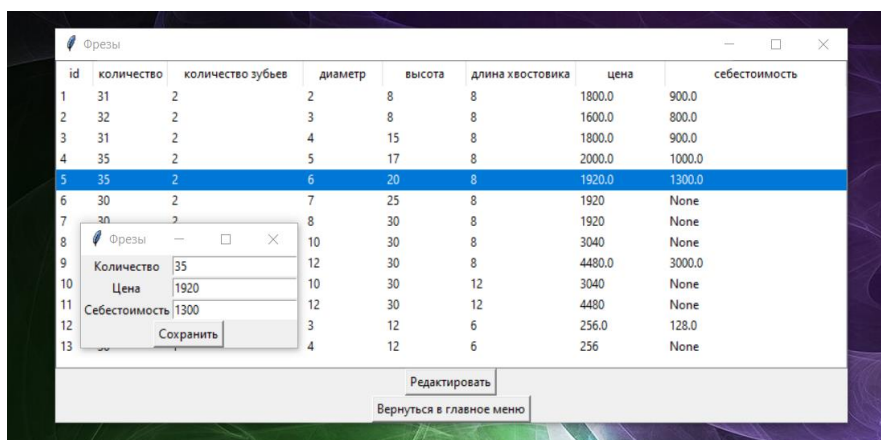 Фрезы
id количество количество зубьев диаметр высота длина хвостовика цена себестоимость
1 31 2 2 8 8 1800.0 900.0
2 32 2 3 8 8 1600.0 800.0
3 31 2 4 15 8 1800.0 900.0
4 35 2 5 17 8 2000.0 1000.0
5 35 2 6 20 8 1920.0 1300.0
6 30 2 7 25 8 1920 None
7 30 2 8 30 8 1920 None
8 10 30 8 3040 None
9 12 30 8 4480.0 3000.0
10 10 30 12 3040 None
11 12 30 12 4480 None
12 3 12 6 256.0 128.0
13 4 12 6 256 None
Фрезы
Количество 35
Цена 1920
Себестоимость 1300
Сохранить
Редактировать
Вернуться в главное меню